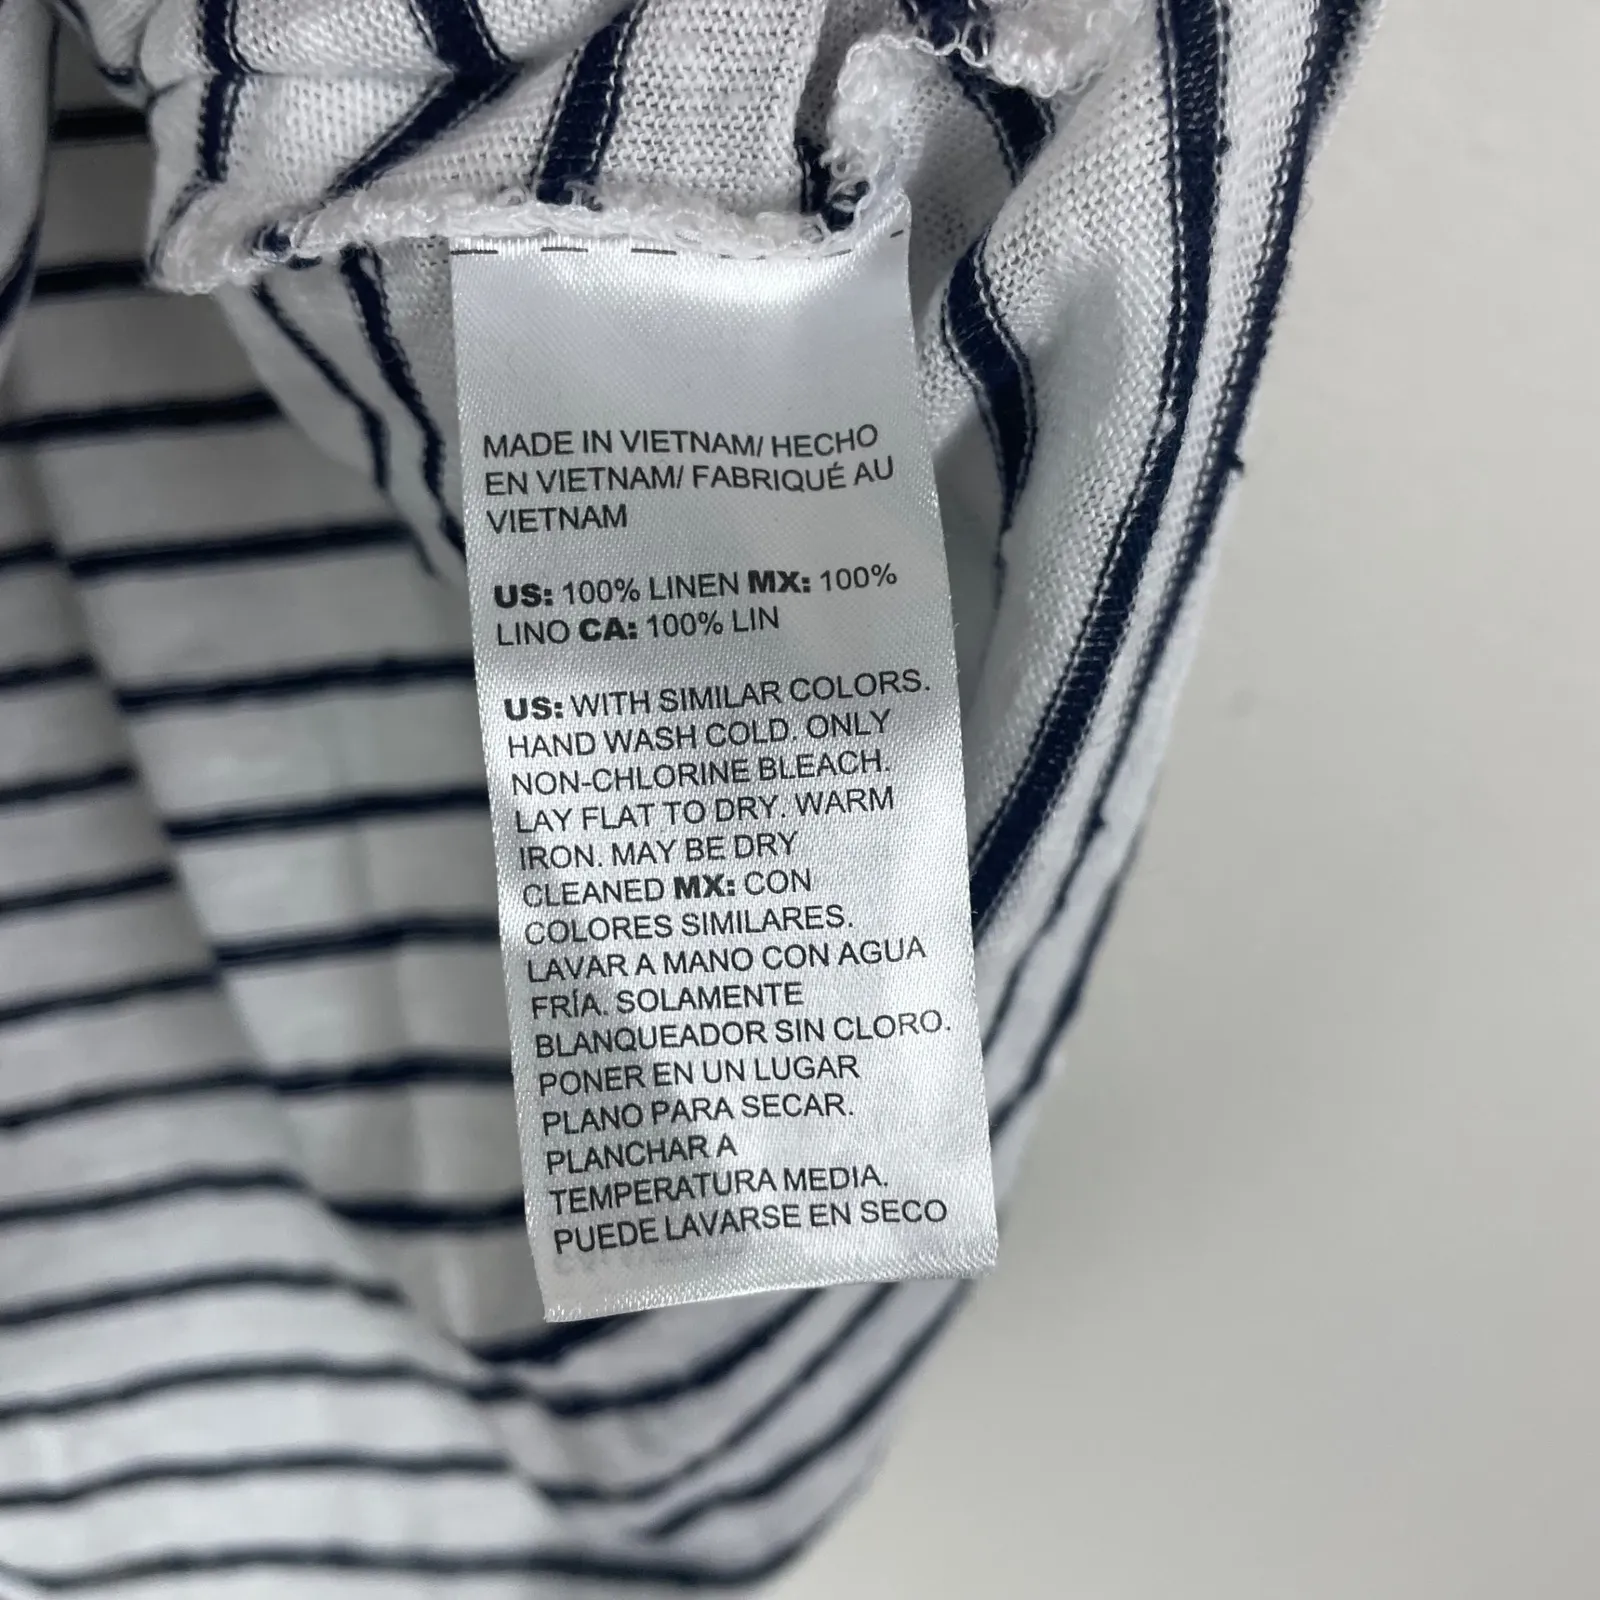 MADE IN VIETNAM/ HECHO
EN VIETNAM/ FABRIQUÉ AU
VIETNAM
US: 100% LINEN MX: 100%
LINO CA: 100% LIN
US: WITH SIMILAR COLORS.
HAND WASH COLD. ONLY
NON-CHLORINE BLEACH.
LAY FLAT TO DRY. WARM
IRON. MAY BE DRY
CLEANED MX: CON
COLORES SIMILARES.
LAVAR A MANO CON AGUA
FRÍA. SOLAMENTE
BLANQUEADOR SIN CLORO.
PONER EN UN LUGAR
PLANO PARA SECAR.
PLANCHAR A
TEMPERATURA MEDIA.
PUEDE LAVARSE EN SECO